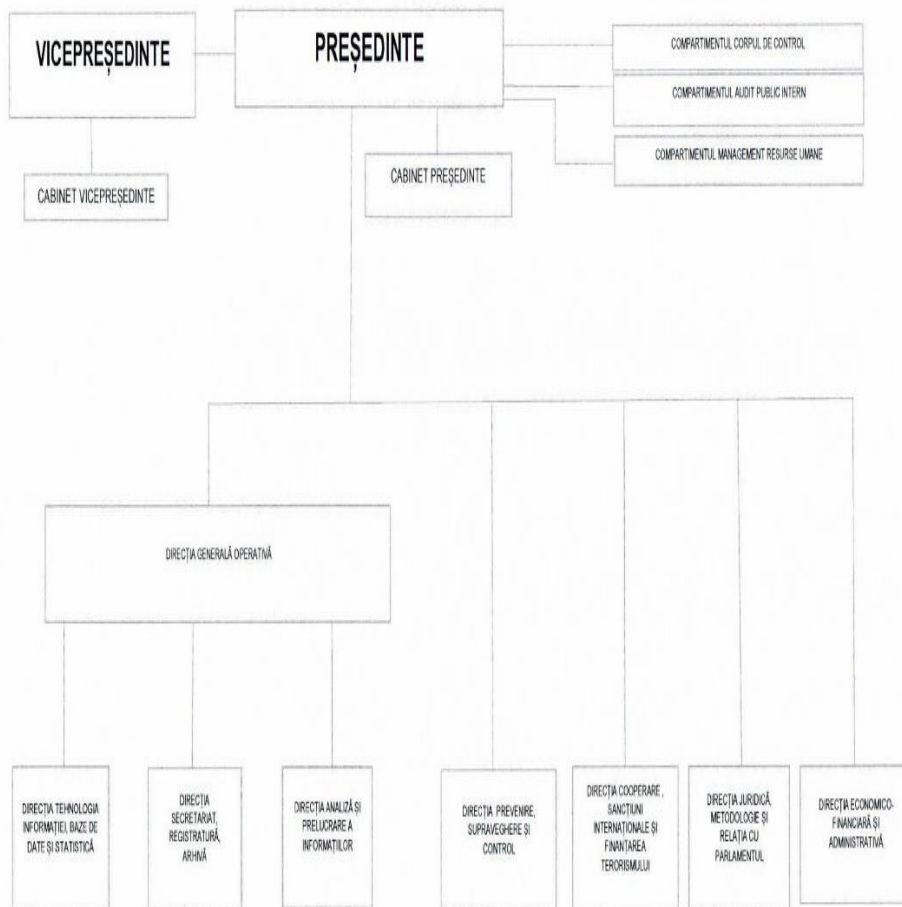 VICEPREȘEDINTE
PREȘEDINTE
COMPARTIMENTUL CORPUL DE CONTROL
COMPARTIMENTUL AUDIT PUBLIC INTERN
COMPARTIMENTUL MANAGEMENT RESURSE UMANE
CABINET VICEPREȘEDINTE
CABINET PREȘEDINTE
DIRECȚIA GENERALĂ OPERATIVĂ
DIRECȚIA TEHNOLOGIA
INFORMAȚIEI, BAZE DE
DATE ȘI STATISTICĂ
DIRECȚIA
SECRETARIAT,
REGISTRATURĂ,
ARHIVĂ
DIRECȚIA ANALIZĂ ȘI
PRELUCRARE A
INFORMAȚIILOR
DIRECȚIA PREVENIRE,
SUPRAVEGHERE ȘI
CONTROL
DIRECȚIA COOPERARE ,
SANCȚIUNI
INTERNAȚIONALE ȘI
FINANȚAREA
TERORISMULUI
DIRECȚIA JURIDICĂ,
METODOLOGIE ȘI
RELAȚIA CU
PARLAMENTUL
DIRECȚIA ECONOMICO-
FINANCIARĂ ȘI
ADMINISTRATIVĂ